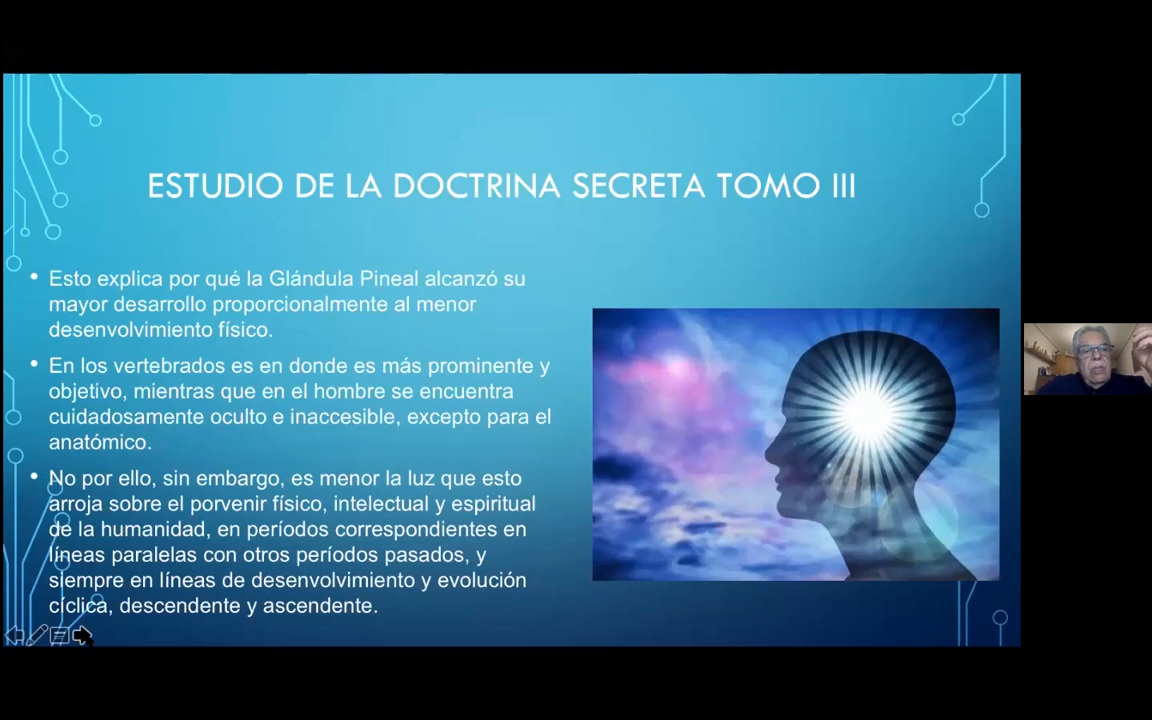 ESTUDIO DE LA DOCTRINA SECRETA TOMO III
• Esto explica por qué la Glándula Pineal alcanzó su
mayor desarrollo proporcionalmente al menor
desenvolvimiento físico.
• En los vertebrados es en donde es más prominente y
objetivo, mientras que en el hombre se encuentra
cuidadosamente oculto e inaccesible, excepto para el
anatómico.
• No por ello, sin embargo, es menor la luz que esto
arroja sobre el porvenir físico, intelectual y espiritual
de la humanidad, en períodos correspondientes en
líneas paralelas con otros períodos pasados, y
siempre en líneas de desenvolvimiento y evolución
cíclica, descendente y ascendente.